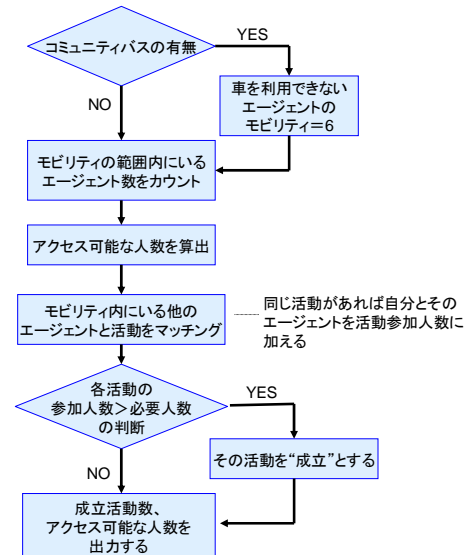 コミュニティバスの有無
YES
車を利用できない
エージェントの
モビリティ＝6
NO
モビリティの範囲内にいる
エージェント数をカウント
アクセス可能な人数を算出
モビリティ内にいる他の
エージェントと活動をマッチング
同じ活動があれば自分とその
エージェントを活動参加人数に
加える
各活動の
参加人数＞必要人数
の判断
YES
その活動を“成立”とする
NO
成立活動数、
アクセス可能な人数を
出力する